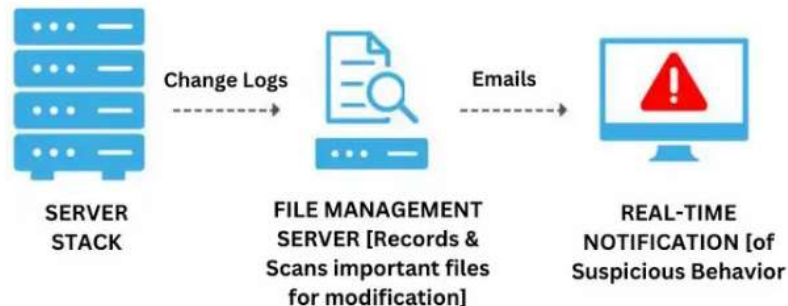 Change Logs
Emails
SERVER
STACK
FILE MANAGEMENT
SERVER [Records &
Scans important files
for modification]
REAL-TIME
NOTIFICATION [of
Suspicious Behavior